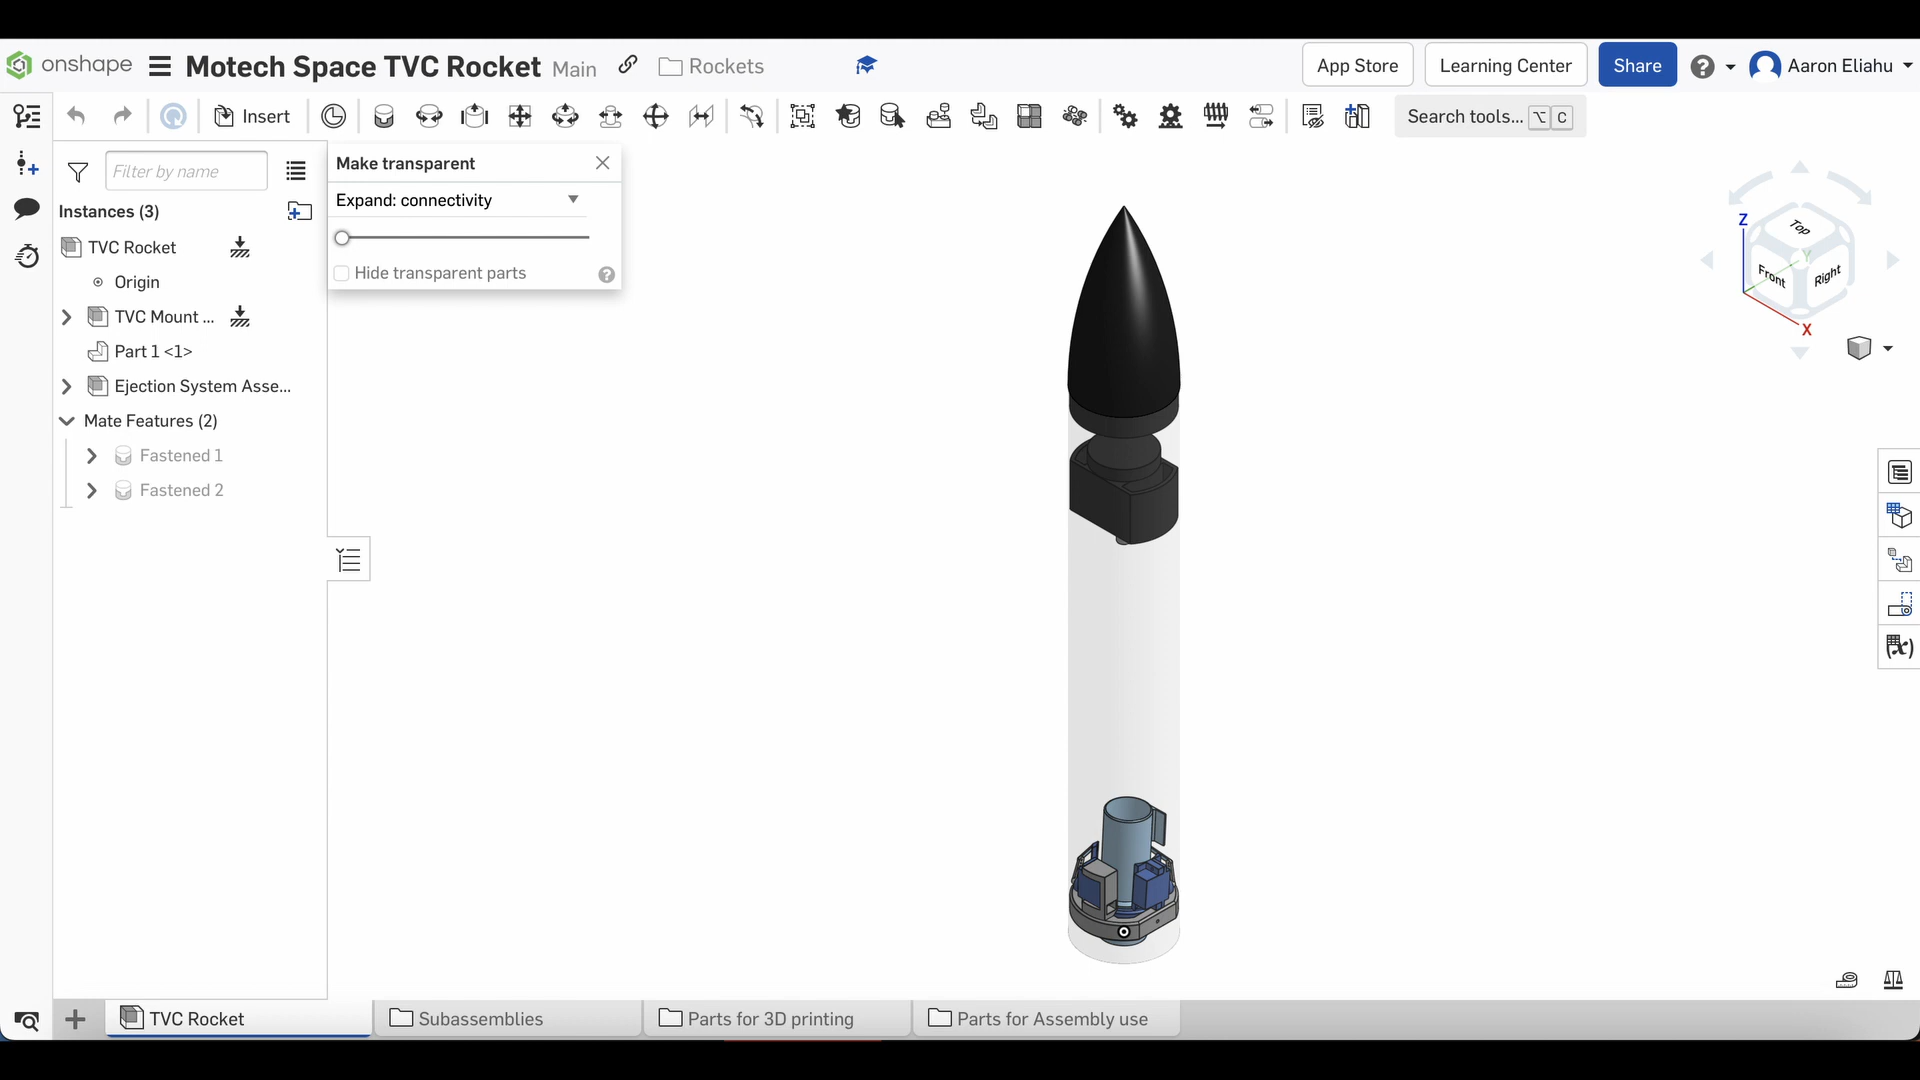 onshape
Motech Space TVC Rocket Main
Rockets
App Store
Learning Center
Share
Aaron Eliahu
Insert
Search tools... ⌥ C
Filter by name
Instances (3)
TVC Rocket
Origin
TVC Mount ...
Part 1 <1>
Ejection System Asse...
Mate Features (2)
Fastened 1
Fastened 2
Make transparent
Expand: connectivity
Hide transparent parts
Z
Top
Y
Front
Right
X
(x)
TVC Rocket
Subassemblies
Parts for 3D printing
Parts for Assembly use